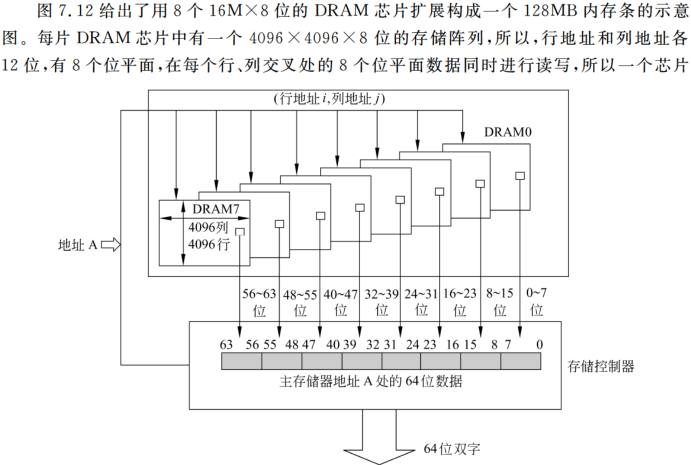 图 7.12 给出了用 8 个 16M×8 位的 DRAM 芯片扩展构成一个 128MB 内存条的示意
图。每片 DRAM 芯片中有一个 4096×4096×8 位的存储阵列,所以,行地址和列地址各
12 位,有 8 个位平面,在每个行、列交叉处的 8 个位平面数据同时进行读写,所以一个芯片
(行地址i,列地址j)
DRAM0
DRAM7
4096列
4096行
地址 A
56~63 48~55 40~47 32~39 24~31 16~23 8~15 0~7
位 位 位 位 位 位 位 位
63 56 55 48 47 40 39 32 31 24 23 16 15 8 7 0
主存储器地址 A 处的 64位数据
存储控制器
64位双字